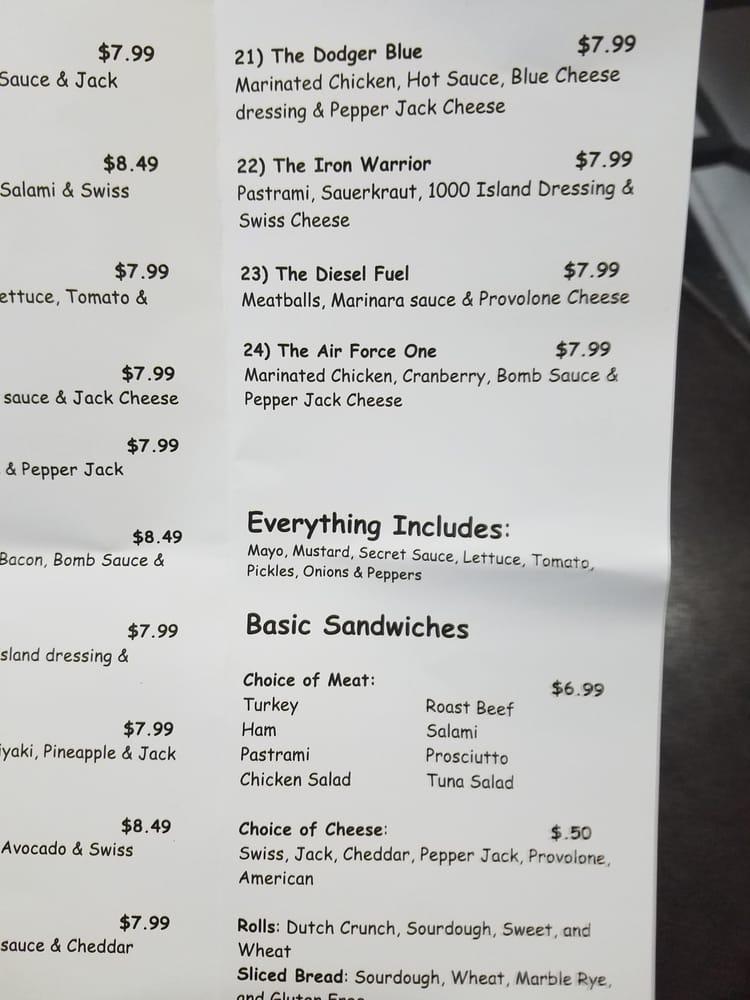 $7.99
Sauce & Jack
$8.49
Salami & Swiss
$7.99
ettuce, Tomato &
$7.99
sauce & Jack Cheese
$7.99
& Pepper Jack
$8.49
Bacon, Bomb Sauce &
$7.99
sland dressing &
$7.99
iyaki, Pineapple & Jack
$8.49
Avocado & Swiss
$7.99
sauce & Cheddar
21) The Dodger Blue $7.99
Marinated Chicken, Hot Sauce, Blue Cheese
dressing & Pepper Jack Cheese
22) The Iron Warrior $7.99
Pastrami, Sauerkraut, 1000 Island Dressing &
Swiss Cheese
23) The Diesel Fuel $7.99
Meatballs, Marinara sauce & Provolone Cheese
24) The Air Force One $7.99
Marinated Chicken, Cranberry, Bomb Sauce &
Pepper Jack Cheese
Everything Includes:
Mayo, Mustard, Secret Sauce, Lettuce, Tomato,
Pickles, Onions & Peppers
Basic Sandwiches
Choice of Meat: $6.99
Turkey Roast Beef
Ham Salami
Pastrami Prosciutto
Chicken Salad Tuna Salad
Choice of Cheese: $.50
Swiss, Jack, Cheddar, Pepper Jack, Provolone,
American
Rolls: Dutch Crunch, Sourdough, Sweet, and
Wheat
Sliced Bread: Sourdough, Wheat, Marble Rye,
and Gluten Free